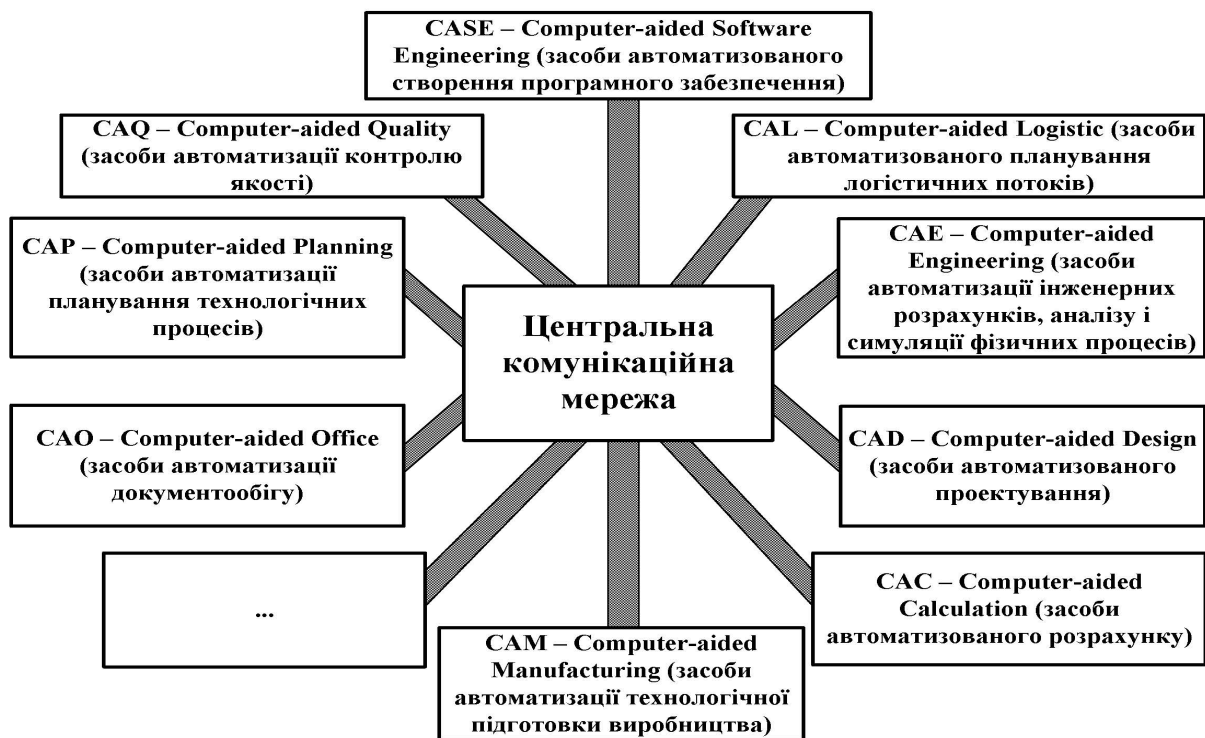 CASE – Computer-aided Software
Engineering (засоби автоматизованого
створення програмного забезпечення)
CAQ – Computer-aided Quality
(засоби автоматизації контролю
якості)
CAL – Computer-aided Logistic (засоби
автоматизованого планування
логістичних потоків)
CAP – Computer-aided Planning
(засоби автоматизації
планування технологічних
процесів)
CAE – Computer-aided
Engineering (засоби
автоматизації інженерних
розрахунків, аналізу і
симуляції фізичних процесів)
Центральна
комунікаційна
мережа
CAO – Computer-aided Office
(засоби автоматизації
документообігу)
CAD – Computer-aided Design
(засоби автоматизованого
проектування)
...
CAC – Computer-aided
Calculation (засоби
автоматизованого розрахунку)
CAM – Computer-aided
Manufacturing (засоби
автоматизації технологічної
підготовки виробництва)